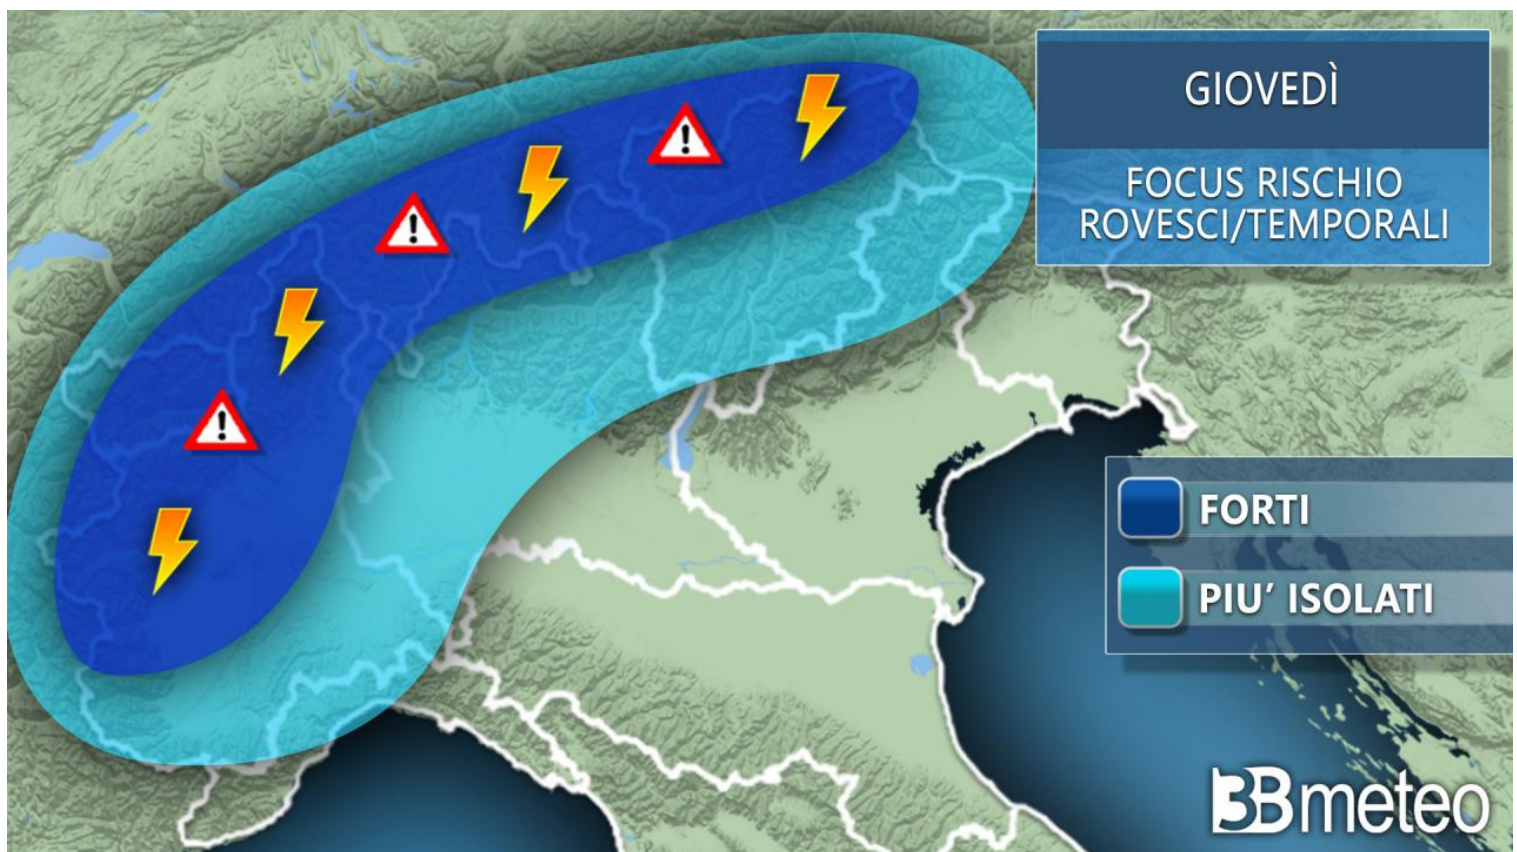 GIOVEDÌ
FOCUS RISCHIO
ROVESCI/TEMPORALI
!
!
!
FORTI
PIU' ISOLATI
3Bmeteo